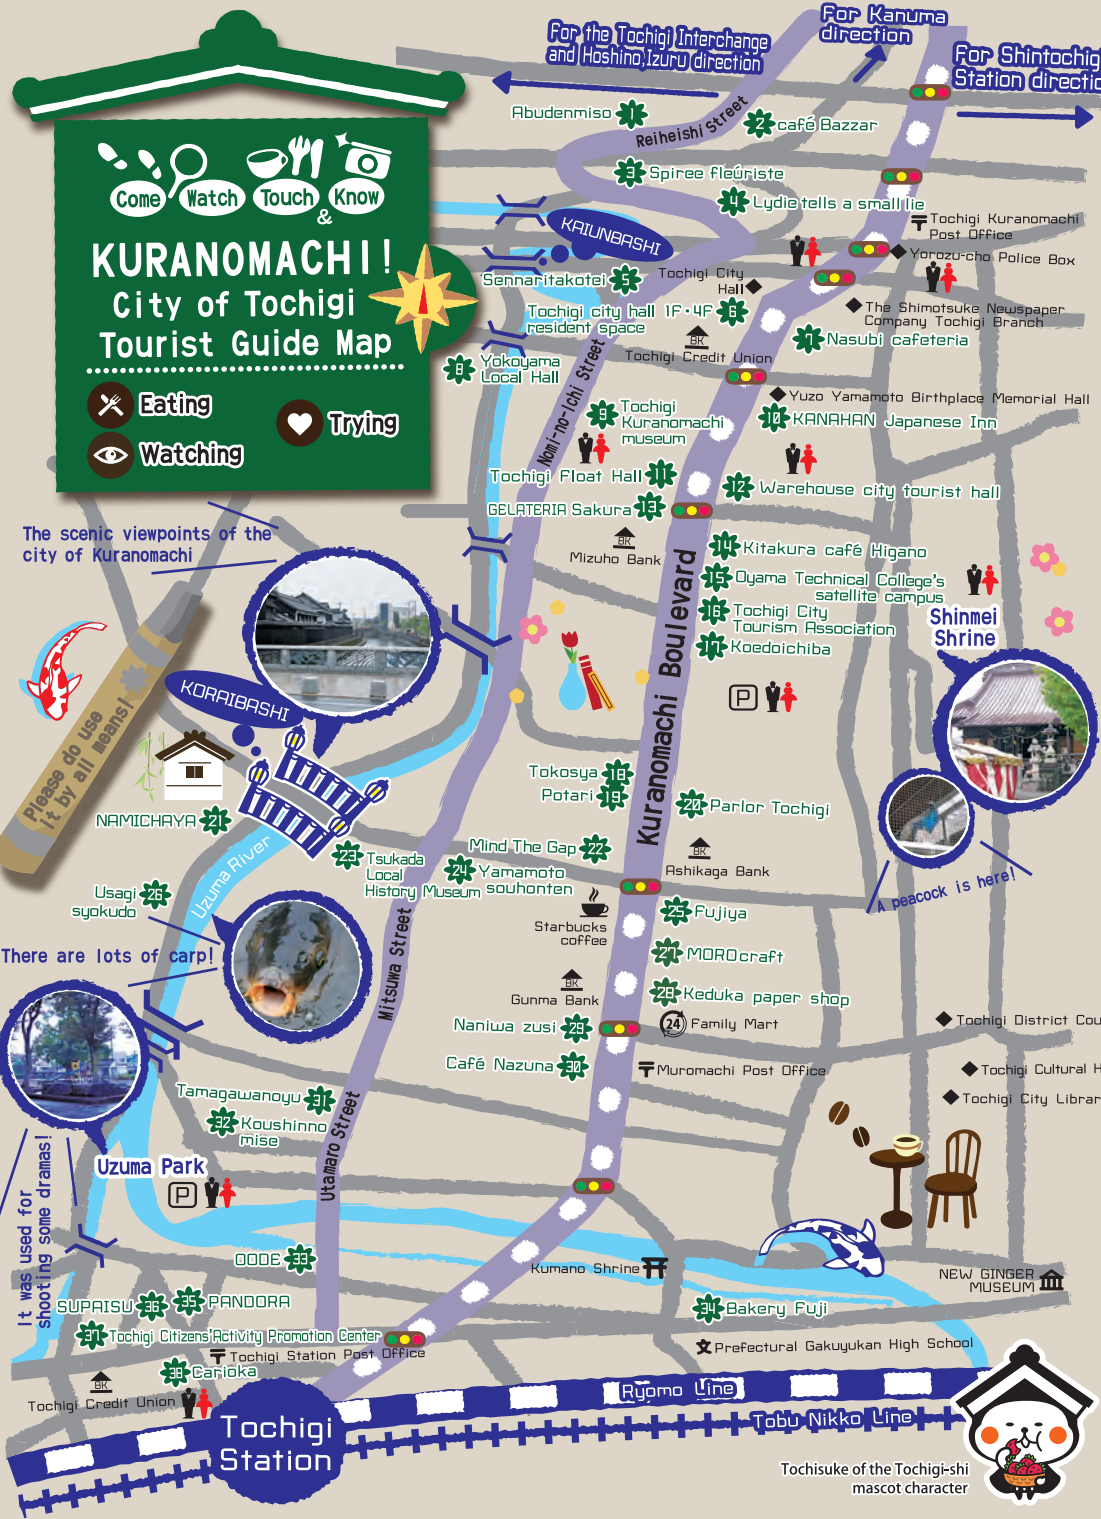 For the Tochigi Interchange
and Hoshino,Izuru direction
For Kanuma
direction
For Shintochigi
Station directio
Come
Watch
Touch
&
Know
KURANOMACHI!
City of Tochigi
Tourist Guide Map
Eating
Trying
Watching
Abudenmiso 1
Reiheishi Street
2 café Bazzar
3 Spiree fleúriste
4 Lydie tells a small lie
Tochigi Kuranomachi
Post Office
KAIUNBASHI
Yorozu-cho Police Box
Sennaritakotei 5
Tochigi City
Hall
Tochigi city hall 1F・4F 6
resident space
The Shimotsuke Newspaper
Company Tochigi Branch
BK
Tochigi Credit Union
7 Nasubi cafeteria
8 Yokoyama
Local Hall
Nomi-no-Ichi Street
Yuzo Yamamoto Birthplace Memorial Hall
9 Tochigi
Kuranomachi
museum
10 KANAHAN Japanese Inn
Tochigi Float Hall 11
12 Warehouse city tourist hall
GELATERIA Sakura 13
BK
Mizuho Bank
The scenic viewpoints of the
city of Kuranomachi
14 Kitakura café Higano
15 Oyama Technical College's
satellite campus
16 Tochigi City
Tourism Association
17 Koedoichiba
Kuranomachi Boulevard
Shinmei
Shrine
P
Please do use
it by all means!
KORAIBASHI
Tokosya 18
Potari 19
20 Parlor Tochigi
NAMICHAYA 21
Mind The Gap 22
BK
Ashikaga Bank
23 Tsukada
Local
History Museum
24 Yamamoto
souhonten
Uzuma River
A peacock is here!
Usagi 26
syokudo
Starbucks
coffee
25 Fujiya
Mitsuwa Street
There are lots of carp!
27 MORO craft
BK
Gunma Bank
28 Keduka paper shop
Naniwa zusi 29
24 Family Mart
Tochigi District Cou
Café Nazuna 30
Muromachi Post Office
Tochigi Cultural H
Tochigi City Librar
Tamagawanoyu 31
32 Koushinno
mise
Utamaro Street
Uzuma Park
P
It was used for
shooting some dramas!
DODE 33
Kumano Shrine
NEW GINGER
MUSEUM
SUPAISU 36
35 PANDORA
34 Bakery Fuji
37 Tochigi Citizens'Activity Promotion Center
Tochigi Station Post Office
Prefectural Gakuyukan High School
38 Carioka
BK
Tochigi Credit Union
Ryomo Line
Tochigi
Station
Tobu Nikko Line
Tochisuke of the Tochigi-shi
mascot character